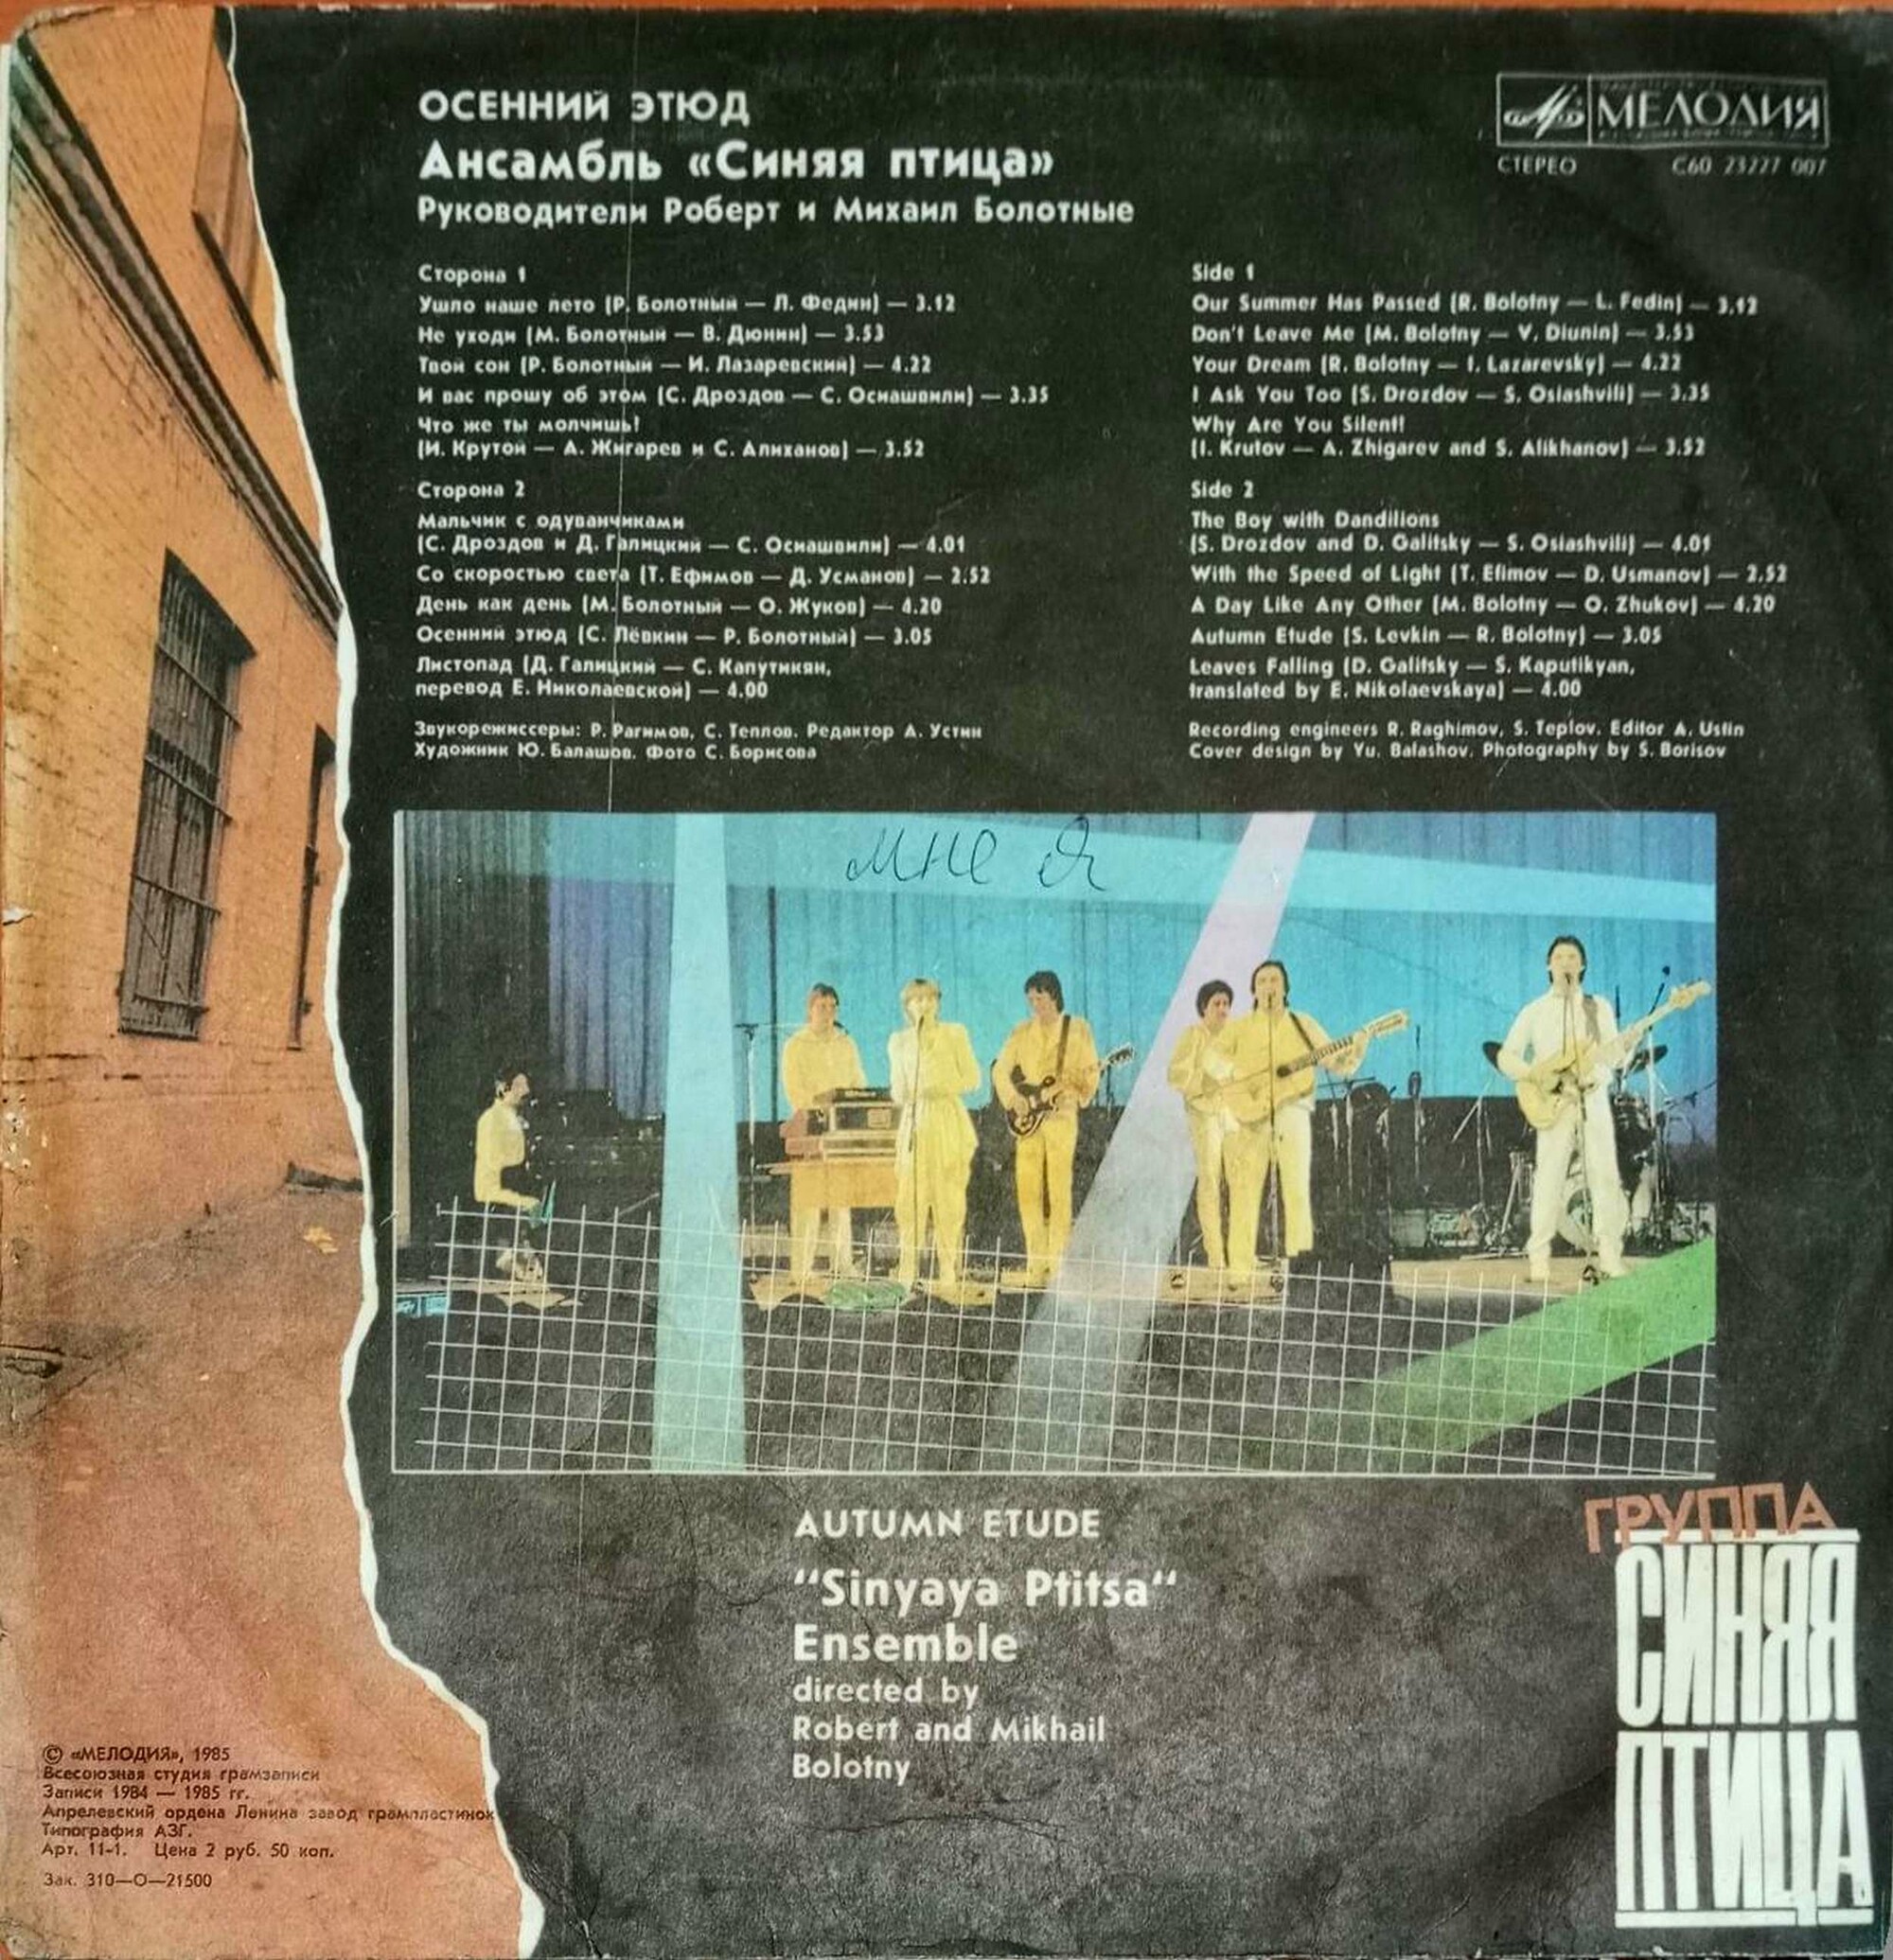 ОСЕННИЙ ЭТЮД
Ансамбль «Синяя птица»
Руководители Роберт и Михаил Болотные
МЕЛОДИЯ
СТЕРЕО С60 23227 007
Сторона 1
Ушло наше лето (Р. Болотный — Л. Федин) — 3.12
Не уходи (М. Болотный — В. Дюнин) — 3.53
Твой сон (Р. Болотный — И. Лазаревский) — 4.22
И вас прошу об этом (С. Дроздов — С. Осиашвили) — 3.35
Что же ты молчишь!
(И. Крутой — А. Жигарев и С. Алиханов) — 3.52
Сторона 2
Мальчик с одуванчиками
(С. Дроздов и Д. Галицкий — С. Осиашвили) — 4.01
Со скоростью света (Т. Ефимов — Д. Усманов) — 2.52
День как день (М. Болотный — О. Жуков) — 4.20
Осенний этюд (С. Лёвкин — Р. Болотный) — 3.05
Листопад (Д. Галицкий — С. Капутикян,
перевод Е. Николаевской) — 4.00
Звукорежиссеры: Р. Рагимов, С. Теплов. Редактор А. Устин
Художник Ю. Балашов. Фото С. Борисова
Side 1
Our Summer Has Passed (R. Bolotny — L. Fedin) — 3.12
Don't Leave Me (M. Bolotny — V. Diunin) — 3.53
Your Dream (R. Bolotny — I. Lazarevsky) — 4.22
I Ask You Too (S. Drozdov — S. Osiashvili) — 3.35
Why Are You Silent!
(I. Krutov — A. Zhigarev and S. Alikhanov) — 3.52
Side 2
The Boy with Dandilions
(S. Drozdov and D. Galitsky — S. Osiashvili) — 4.01
With the Speed of Light (T. Efimov — D. Usmanov) — 2.52
A Day Like Any Other (M. Bolotny — O. Zhukov) — 4.20
Autumn Etude (S. Levkin — R. Bolotny) — 3.05
Leaves Falling (D. Galitsky — S. Kaputikyan,
translated by E. Nikolaevskaya) — 4.00
Recording engineers R. Raghimov, S. Teplov. Editor A. Ustin
Cover design by Yu. Balashov. Photography by S. Borisov
мне
AUTUMN ETUDE
“Sinyaya Ptitsa“
Ensemble
directed by
Robert and Mikhail
Bolotny
ГРУППА
СИНЯЯ
ПТИЦА
© «МЕЛОДИЯ», 1985
Всесоюзная студия грамзаписи
Записи 1984 — 1985 гг.
Апрелевский ордена Ленина завод грампластинок
Типография АЗГ.
Арт. 11-1. Цена 2 руб. 50 коп.
Зак. 310—О—21500